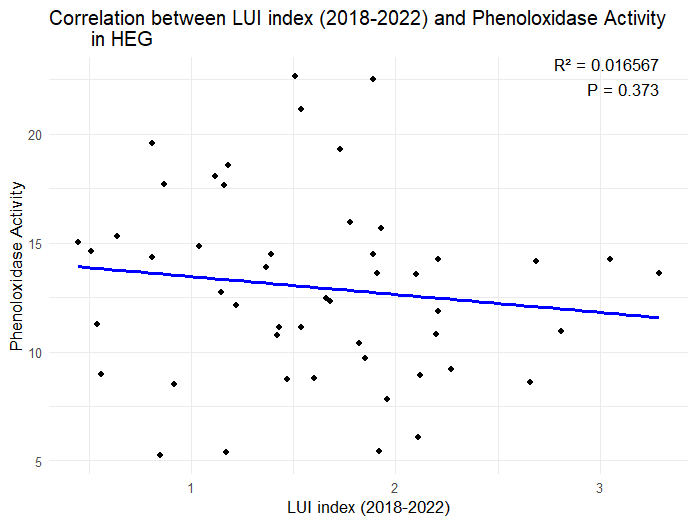 Correlation between LUI index (2018-2022) and Phenoloxidase Activity
in HEG
R² = 0.016567
P = 0.373
Phenoloxidase Activity
20
15
10
5
1
2
3
LUI index (2018-2022)